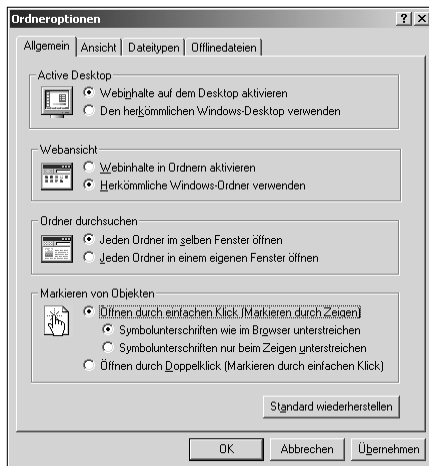 Ordneroptionen
Allgemein Ansicht Dateitypen Offlinedateien
Active Desktop
Webinhalte auf dem Desktop aktivieren
Den herkömmlichen Windows-Desktop verwenden
Webansicht
Webinhalte in Ordnern aktivieren
Herkömmliche Windows-Ordner verwenden
Ordner durchsuchen
Jeden Ordner im selben Fenster öffnen
Jeden Ordner in einem eigenen Fenster öffnen
Markieren von Objekten
Öffnen durch einfachen Klick (Markieren durch Zeigen)
Symbolunterschriften wie im Browser unterstreichen
Symbolunterschriften nur beim Zeigen unterstreichen
Öffnen durch Doppelklick (Markieren durch einfachen Klick)
Standard wiederherstellen
OK Abbrechen Übernehmen